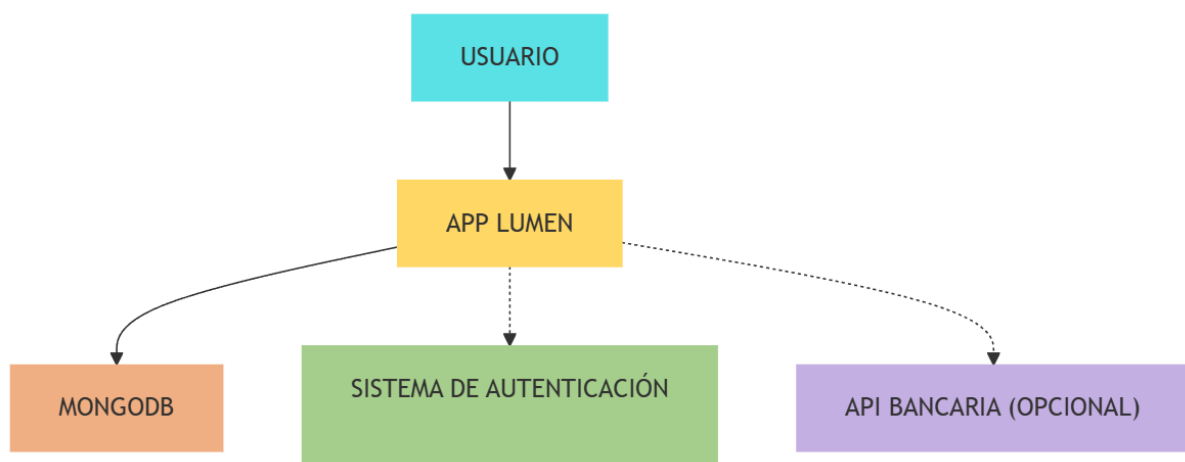 USUARIO
APP LUMEN
MONGODB
SISTEMA DE AUTENTICACIÓN
API BANCARIA (OPCIONAL)